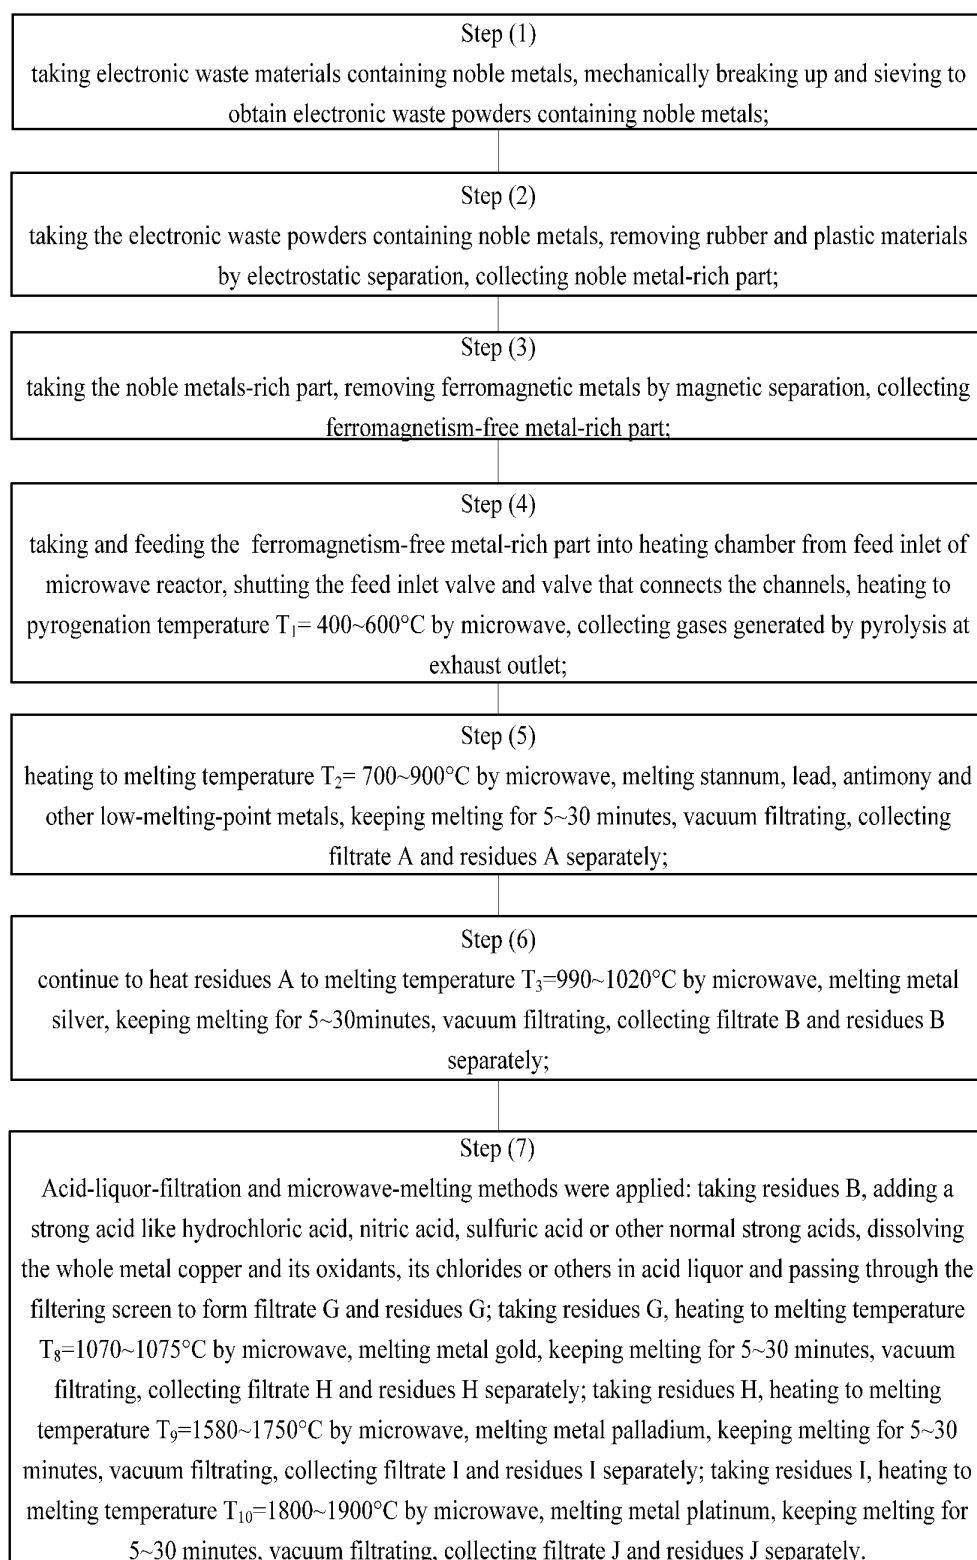 Step (1)
taking electronic waste materials containing noble metals, mechanically breaking up and sieving to
obtain electronic waste powders containing noble metals;
Step (2)
taking the electronic waste powders containing noble metals, removing rubber and plastic materials
by electrostatic separation, collecting noble metal-rich part;
Step (3)
taking the noble metals-rich part, removing ferromagnetic metals by magnetic separation, collecting
ferromagnetism-free metal-rich part;
Step (4)
taking and feeding the ferromagnetism-free metal-rich part into heating chamber from feed inlet of
microwave reactor, shutting the feed inlet valve and valve that connects the channels, heating to
pyrogenation temperature T₁= 400~600°C by microwave, collecting gases generated by pyrolysis at
exhaust outlet;
Step (5)
heating to melting temperature T₂= 700~900°C by microwave, melting stannum, lead, antimony and
other low-melting-point metals, keeping melting for 5~30 minutes, vacuum filtrating, collecting
filtrate A and residues A separately;
Step (6)
continue to heat residues A to melting temperature T₃=990~1020°C by microwave, melting metal
silver, keeping melting for 5~30minutes, vacuum filtrating, collecting filtrate B and residues B
separately;
Step (7)
Acid-liquor-filtration and microwave-melting methods were applied: taking residues B, adding a
strong acid like hydrochloric acid, nitric acid, sulfuric acid or other normal strong acids, dissolving
the whole metal copper and its oxidants, its chlorides or others in acid liquor and passing through the
filtering screen to form filtrate G and residues G; taking residues G, heating to melting temperature
T₈=1070~1075°C by microwave, melting metal gold, keeping melting for 5~30 minutes, vacuum
filtrating, collecting filtrate H and residues H separately; taking residues H, heating to melting
temperature T₉=1580~1750°C by microwave, melting metal palladium, keeping melting for 5~30
minutes, vacuum filtrating, collecting filtrate I and residues I separately; taking residues I, heating to
melting temperature T₁₀=1800~1900°C by microwave, melting metal platinum, keeping melting for
5~30 minutes, vacuum filtrating, collecting filtrate J and residues J separately.